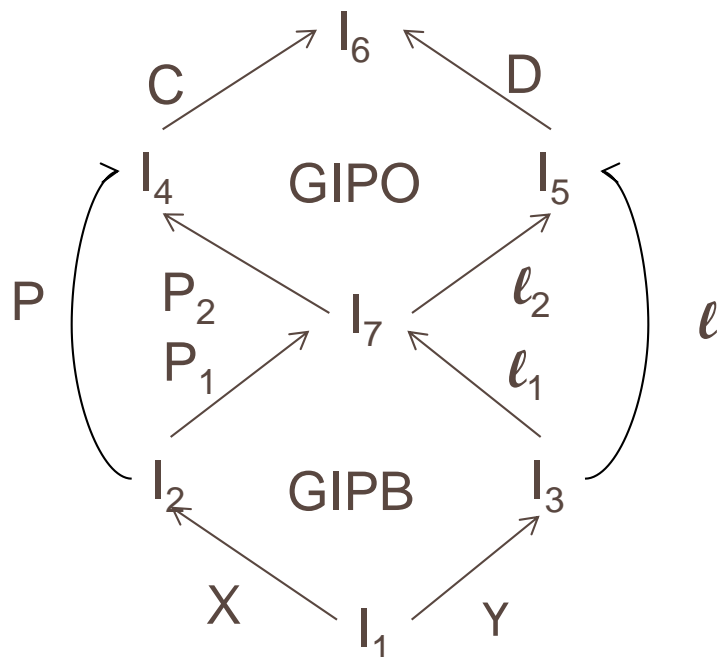 I₆
C D
I₄ GIPO I₅
P P₂ I₇ ℓ₂ ℓ
P₁ ℓ₁
I₂ GIPB I₃
X I₁ Y